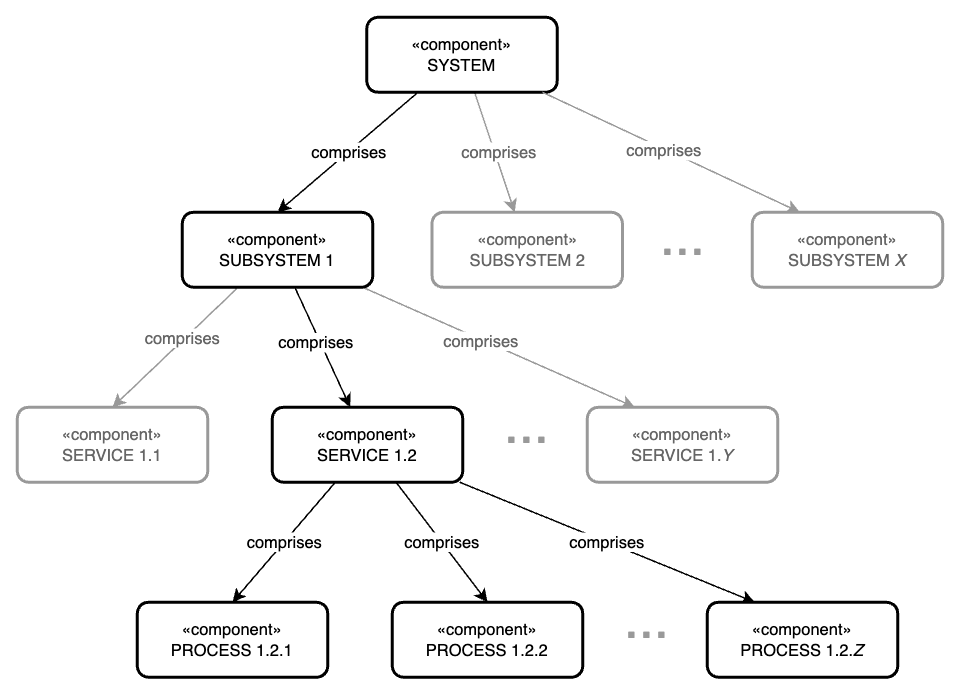 «component»
SYSTEM
comprises
comprises
comprises
«component»
SUBSYSTEM 1
«component»
SUBSYSTEM 2
...
«component»
SUBSYSTEM X
comprises
comprises
comprises
«component»
SERVICE 1.1
«component»
SERVICE 1.2
...
«component»
SERVICE 1.Y
comprises
comprises
comprises
«component»
PROCESS 1.2.1
«component»
PROCESS 1.2.2
...
«component»
PROCESS 1.2.Z